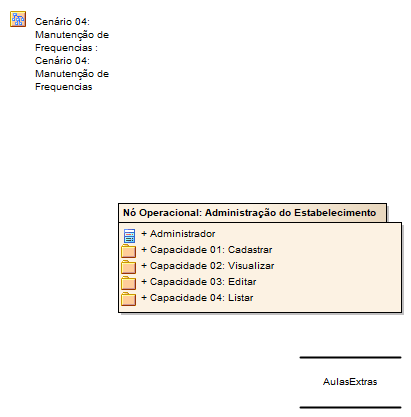 Cenário 04:
Manutenção de
Frequencias :
Cenário 04:
Manutenção de
Frequencias
Nó Operacional: Administração do Estabelecimento
+ Administrador
+ Capacidade 01: Cadastrar
+ Capacidade 02: Visualizar
+ Capacidade 03: Editar
+ Capacidade 04: Listar
AulasExtras